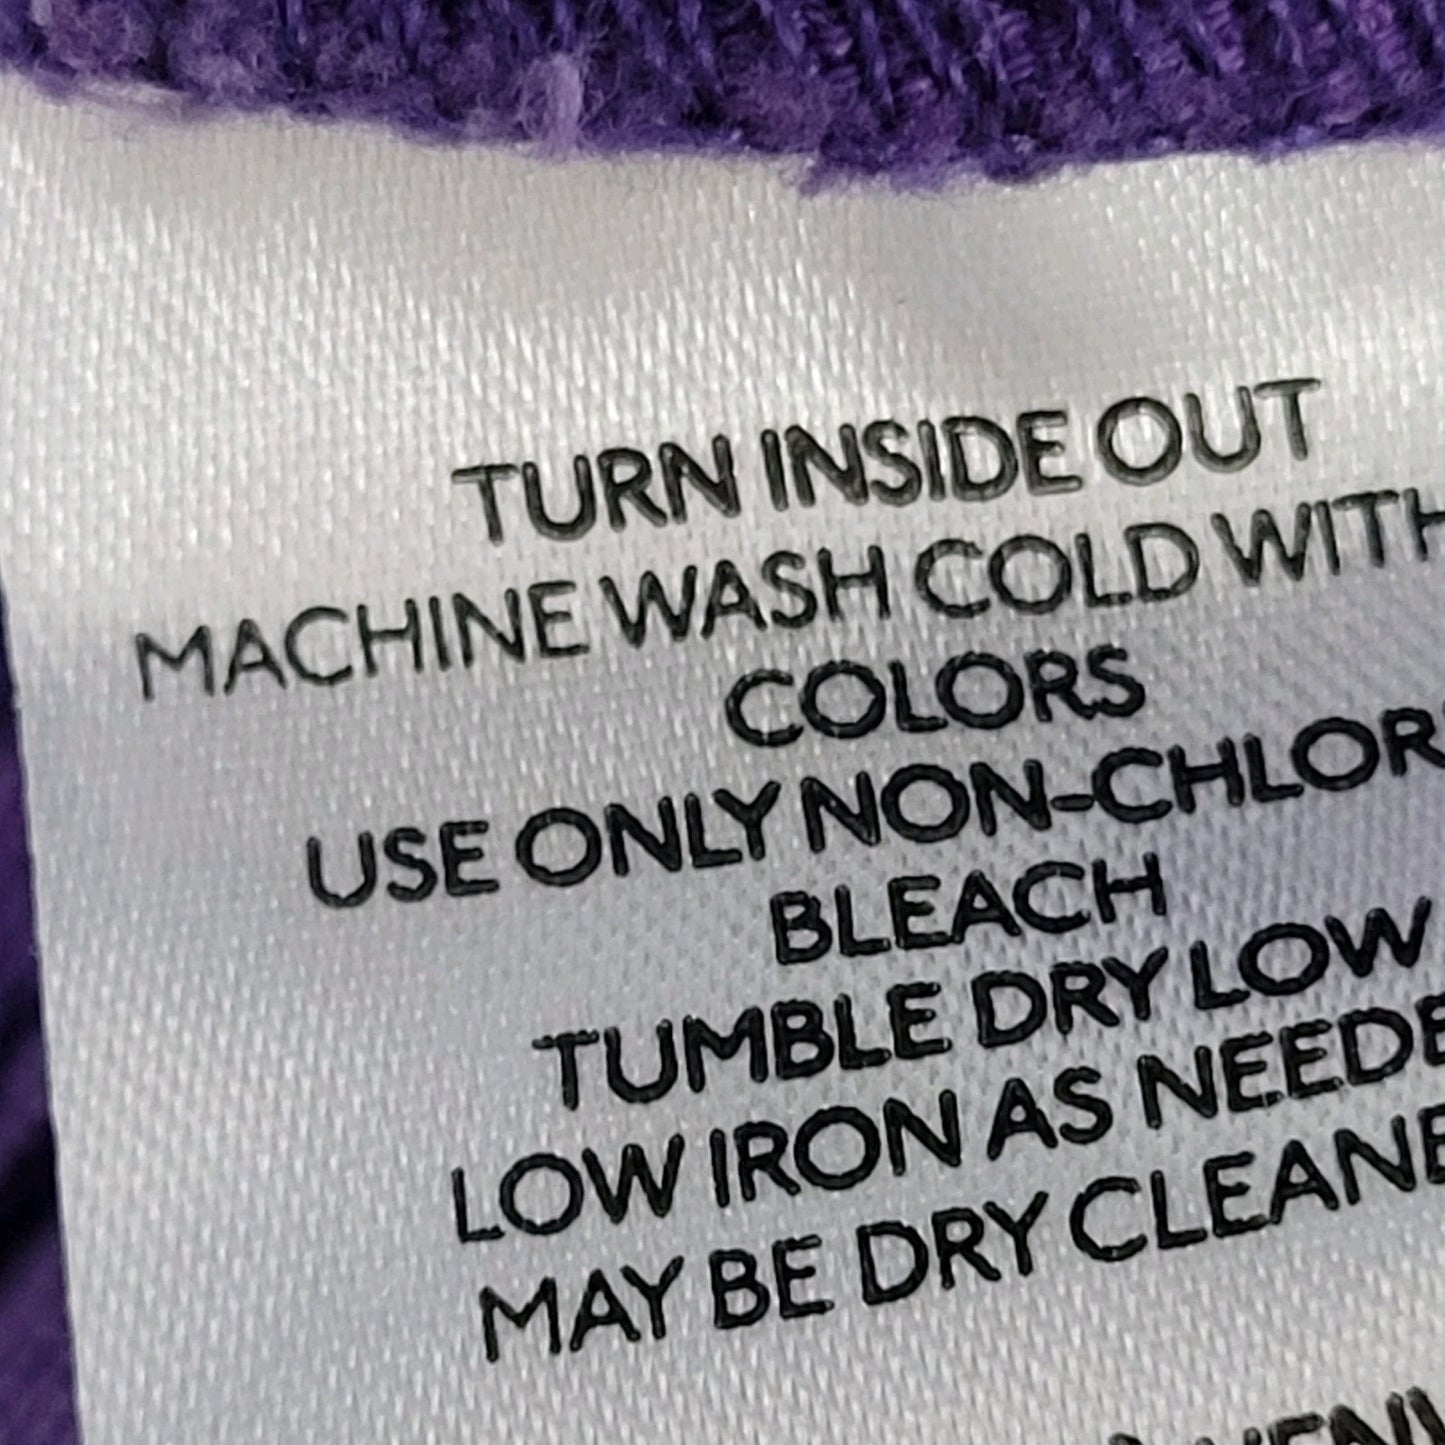 TURN INSIDE OUT
MACHINE WASH COLD WITH
COLORS
USE ONLY NON-CHLOR
BLEACH
TUMBLE DRY LOW
LOW IRON AS NEEDE
MAY BE DRY CLEANE